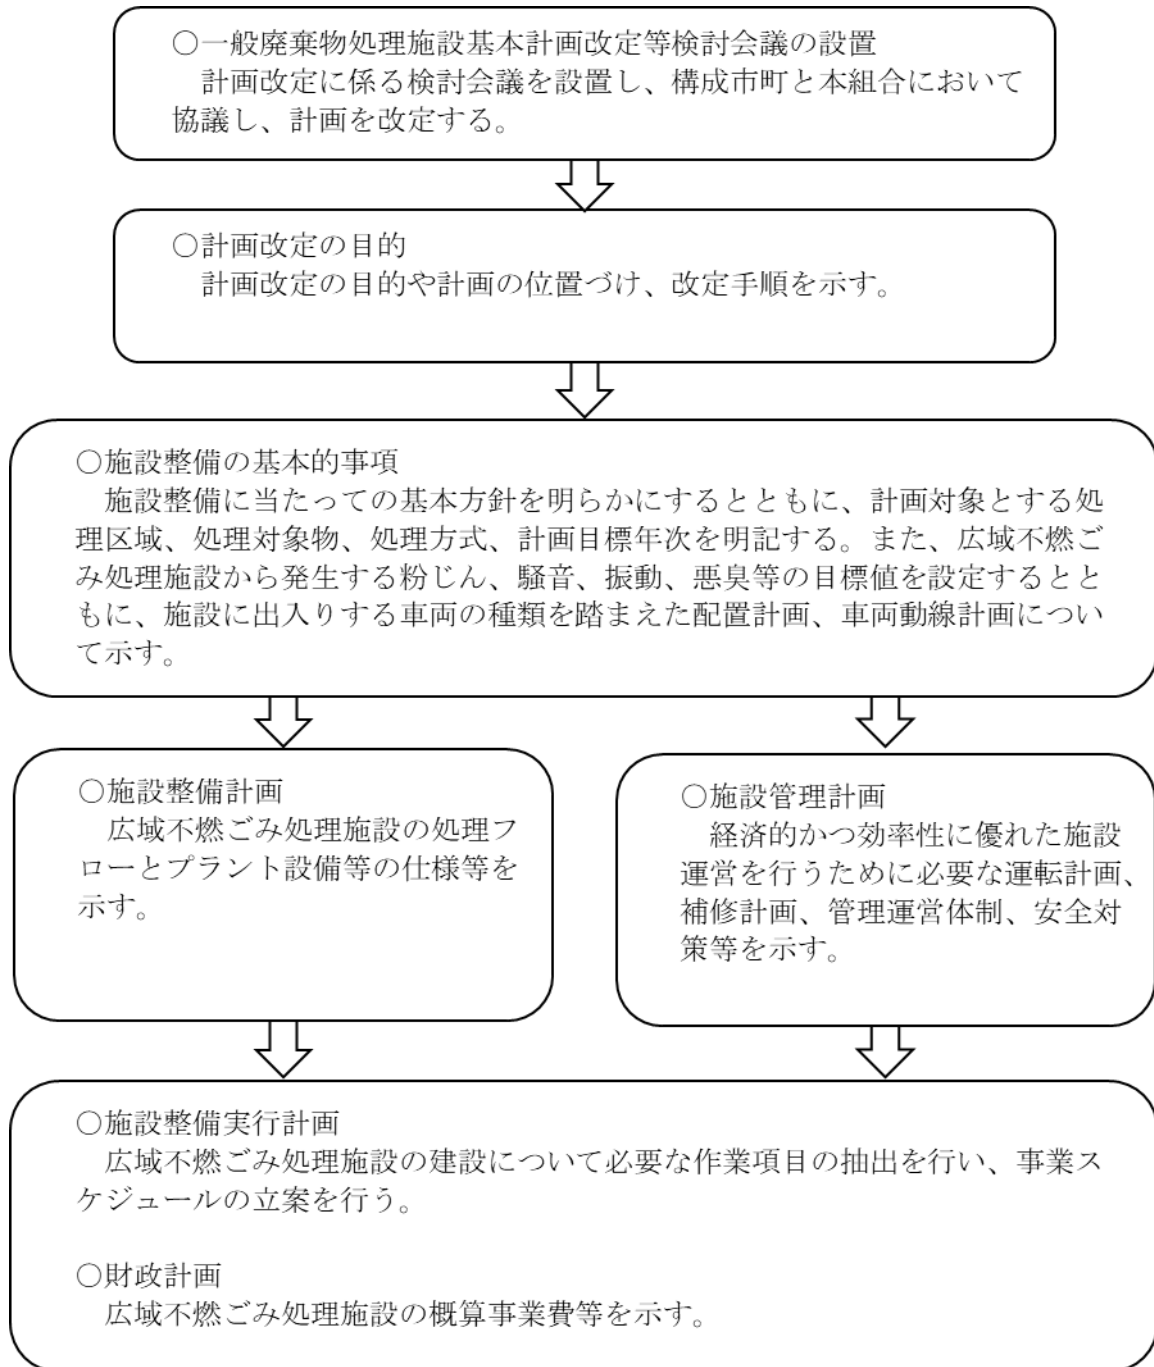 ○一般廃棄物処理施設基本計画改定等検討会議の設置
計画改定に係る検討会議を設置し、構成市町と本組合において
協議し、計画を改定する。
○計画改定の目的
計画改定の目的や計画の位置づけ、改定手順を示す。
○施設整備の基本的事項
施設整備に当たっての基本方針を明らかにするとともに、計画対象とする処
理区域、処理対象物、処理方式、計画目標年次を明記する。また、広域不燃ご
み処理施設から発生する粉じん、騒音、振動、悪臭等の目標値を設定するとと
もに、施設に出入りする車両の種類を踏まえた配置計画、車両動線計画につい
て示す。
○施設整備計画
広域不燃ごみ処理施設の処理フ
ローとプラント設備等の仕様等を
示す。
○施設管理計画
経済的かつ効率性に優れた施設
運営を行うために必要な運転計画、
補修計画、管理運営体制、安全対
策等を示す。
○施設整備実行計画
広域不燃ごみ処理施設の建設について必要な作業項目の抽出を行い、事業ス
ケジュールの立案を行う。
○財政計画
広域不燃ごみ処理施設の概算事業費等を示す。